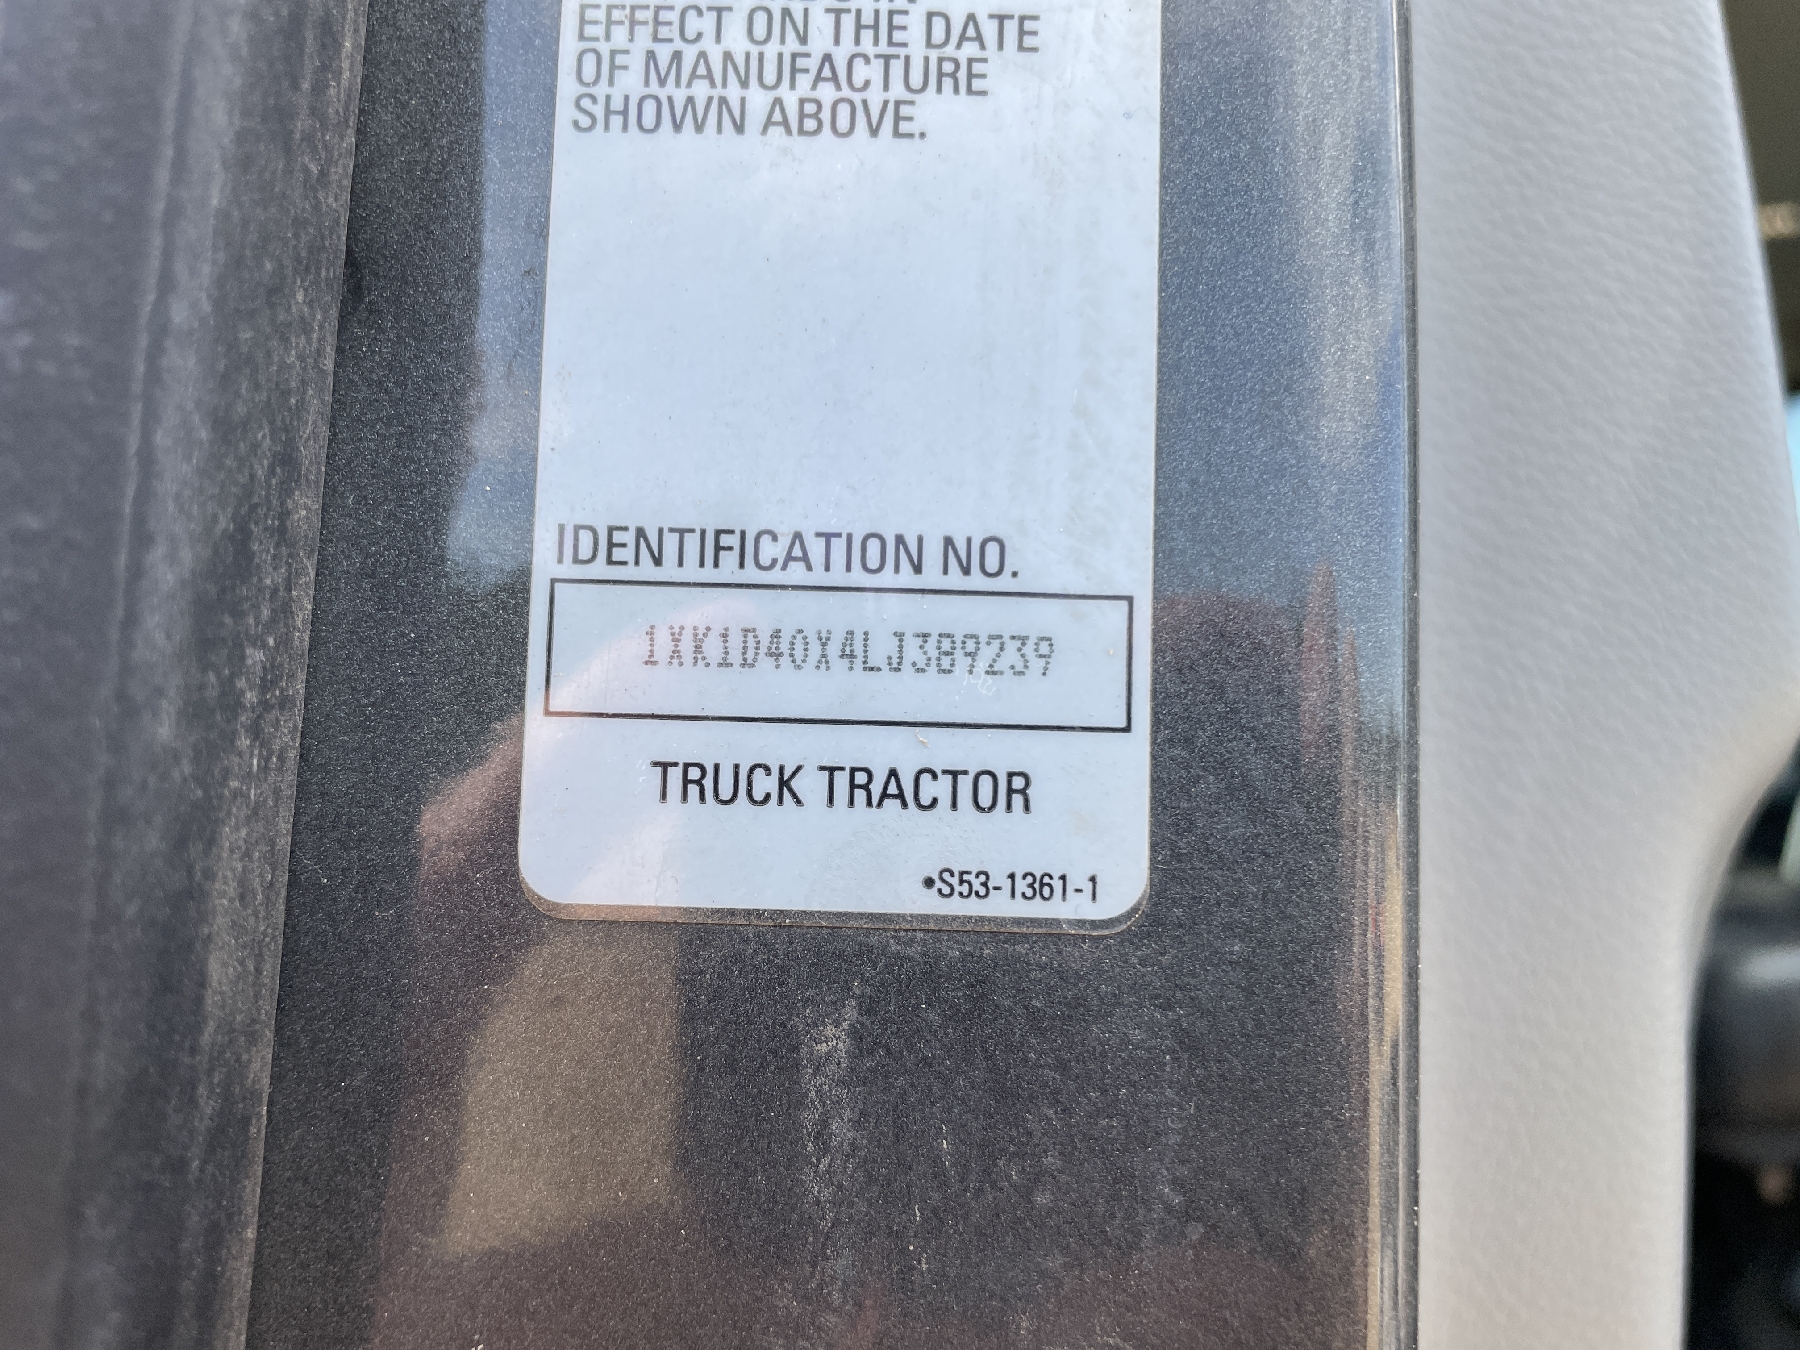 EFFECT ON THE DATE
OF MANUFACTURE
SHOWN ABOVE.
IDENTIFICATION NO.
1XK1D40X4LJ389239
TRUCK TRACTOR
•S53-1361-1